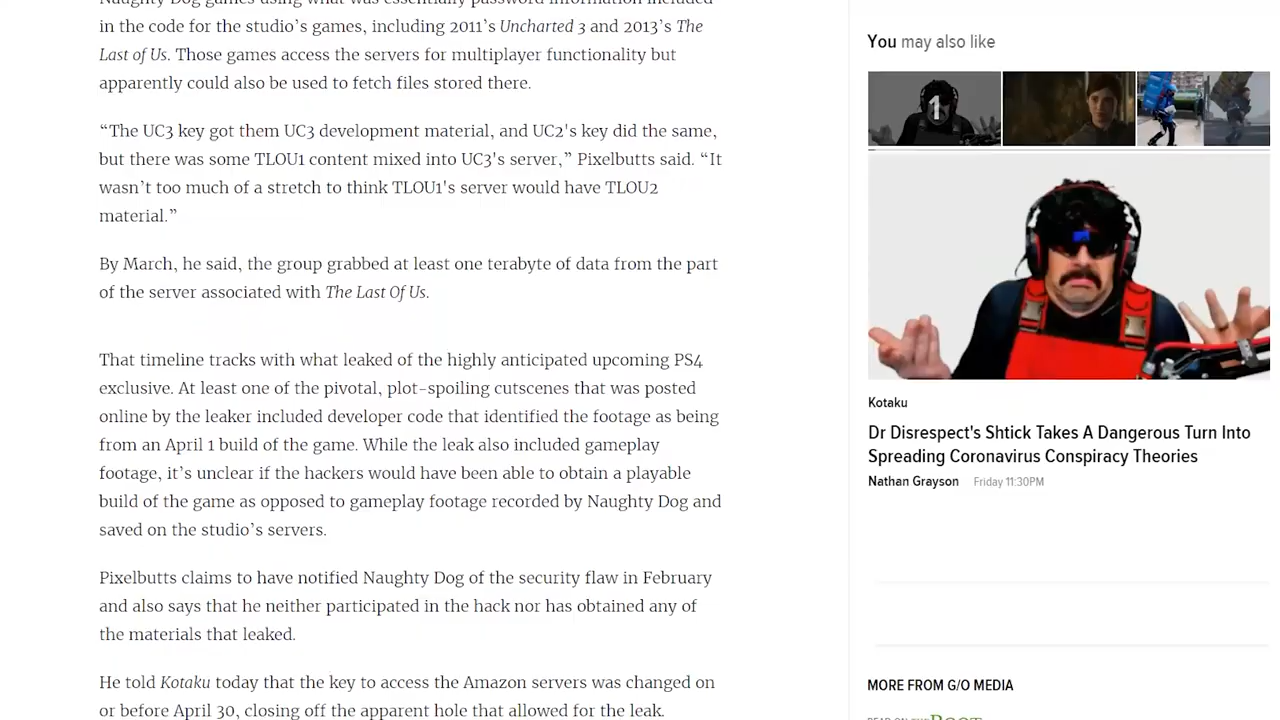 Naughty Dog games using what was essentially password information included
in the code for the studio’s games, including 2011’s Uncharted 3 and 2013’s The
Last of Us. Those games access the servers for multiplayer functionality but
apparently could also be used to fetch files stored there.
“The UC3 key got them UC3 development material, and UC2's key did the same,
but there was some TLOU1 content mixed into UC3's server,” Pixelbutts said. “It
wasn’t too much of a stretch to think TLOU1's server would have TLOU2
material.”
By March, he said, the group grabbed at least one terabyte of data from the part
of the server associated with The Last Of Us.
That timeline tracks with what leaked of the highly anticipated upcoming PS4
exclusive. At least one of the pivotal, plot-spoiling cutscenes that was posted
online by the leaker included developer code that identified the footage as being
from an April 1 build of the game. While the leak also included gameplay
footage, it’s unclear if the hackers would have been able to obtain a playable
build of the game as opposed to gameplay footage recorded by Naughty Dog and
saved on the studio’s servers.
Pixelbutts claims to have notified Naughty Dog of the security flaw in February
and also says that he neither participated in the hack nor has obtained any of
the materials that leaked.
He told Kotaku today that the key to access the Amazon servers was changed on
or before April 30, closing off the apparent hole that allowed for the leak.
You may also like
1
Kotaku
Dr Disrespect's Shtick Takes A Dangerous Turn Into
Spreading Coronavirus Conspiracy Theories
Nathan Grayson Friday 11:30PM
MORE FROM G/O MEDIA